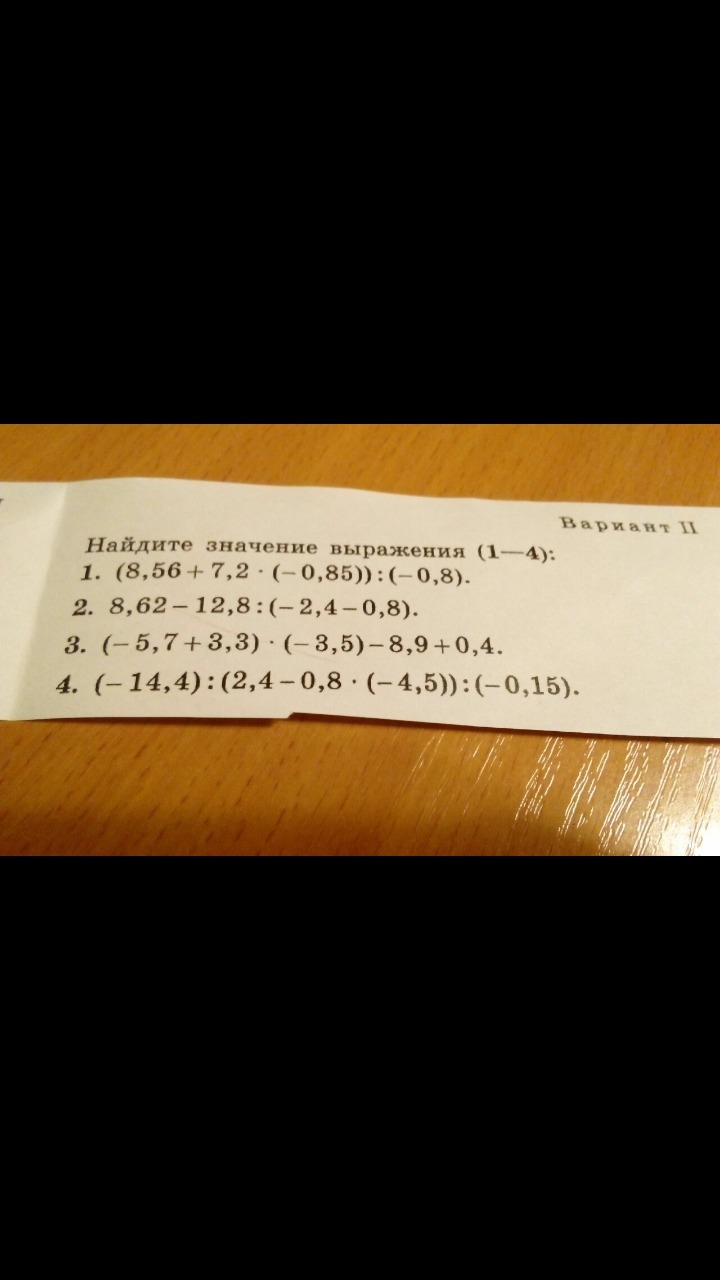 Вариант II
Найдите значение выражения (1—4):
1. (8,56 + 7,2 · (– 0,85)) : (– 0,8).
2. 8,62 – 12,8 : (– 2,4 – 0,8).
3. (– 5,7 + 3,3) · (– 3,5) – 8,9 + 0,4.
4. (– 14,4) : (2,4 – 0,8 · (– 4,5)) : (– 0,15).